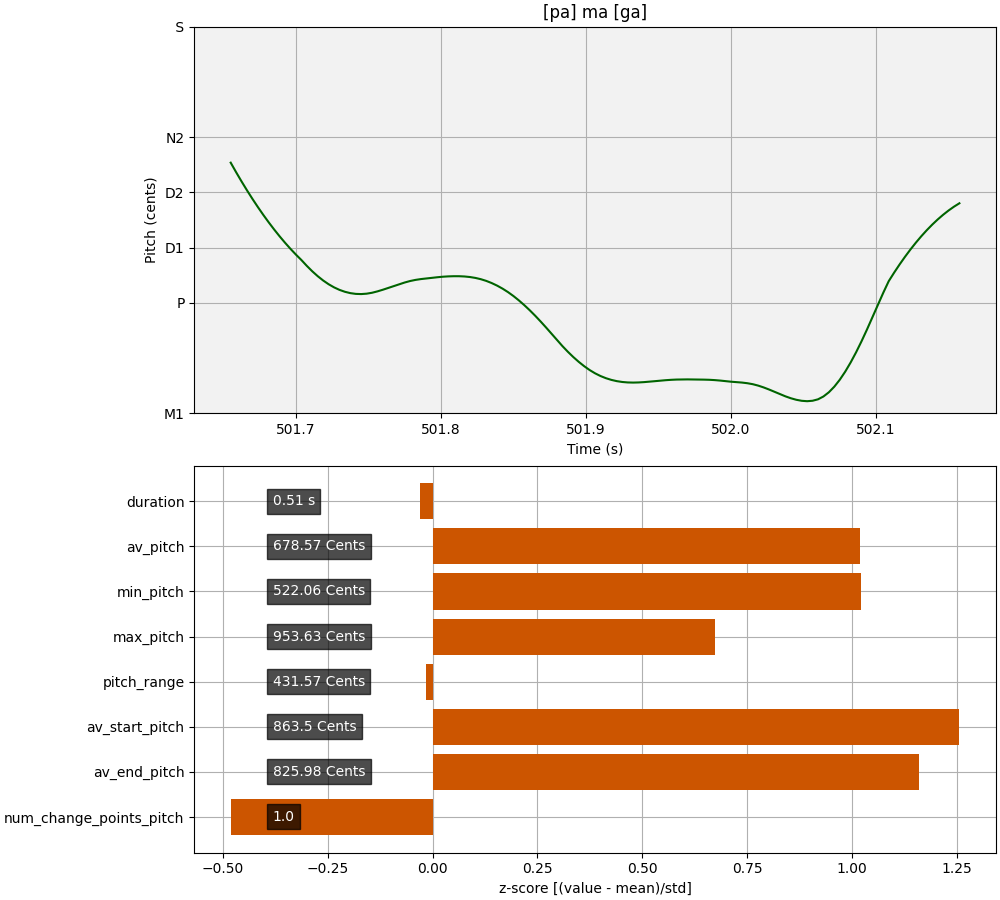 [pa] ma [ga]
S
N2
D2
D1
P
M1
Pitch (cents)
501.7 501.8 501.9 502.0 502.1
Time (s)
duration 0.51 s
av_pitch 678.57 Cents
min_pitch 522.06 Cents
max_pitch 953.63 Cents
pitch_range 431.57 Cents
av_start_pitch 863.5 Cents
av_end_pitch 825.98 Cents
num_change_points_pitch 1.0
−0.50 −0.25 0.00 0.25 0.50 0.75 1.00 1.25
z-score [(value - mean)/std]